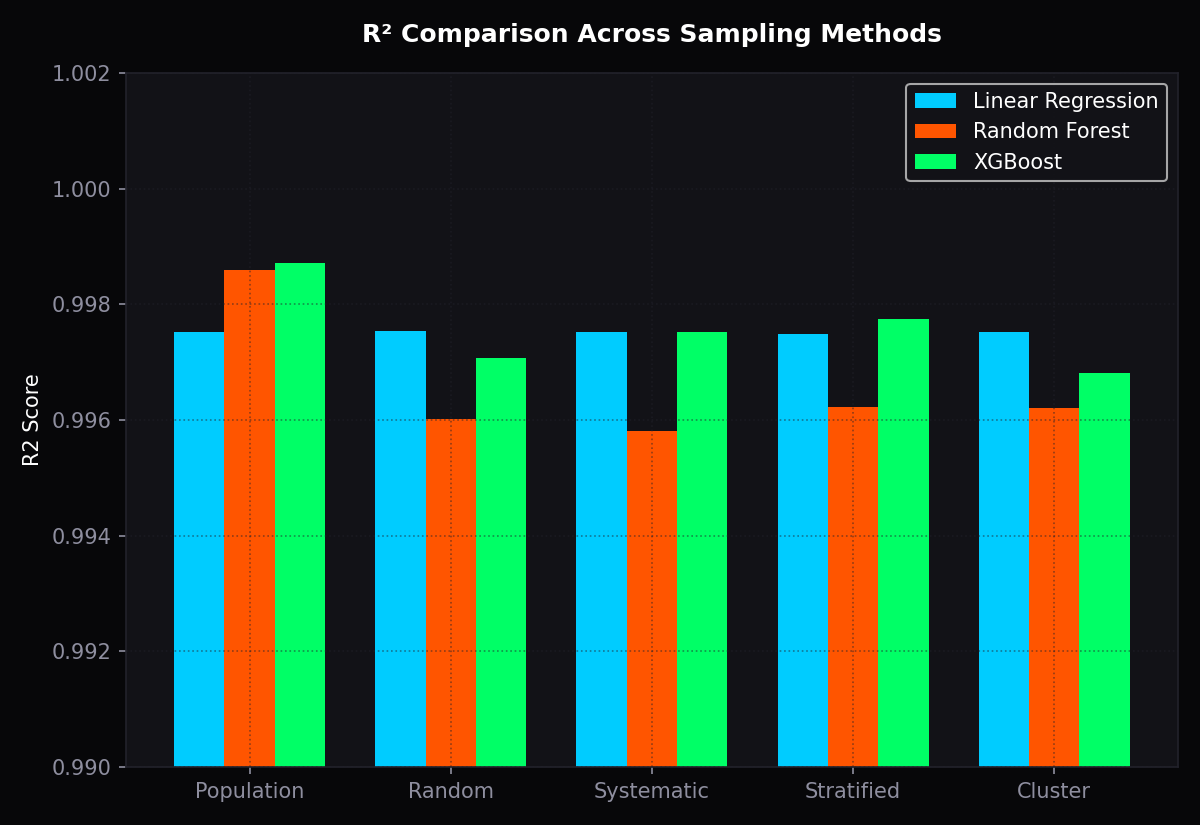 R² Comparison Across Sampling Methods
Linear Regression
Random Forest
XGBoost
R2 Score
1.002
1.000
0.998
0.996
0.994
0.992
0.990
Population
Random
Systematic
Stratified
Cluster